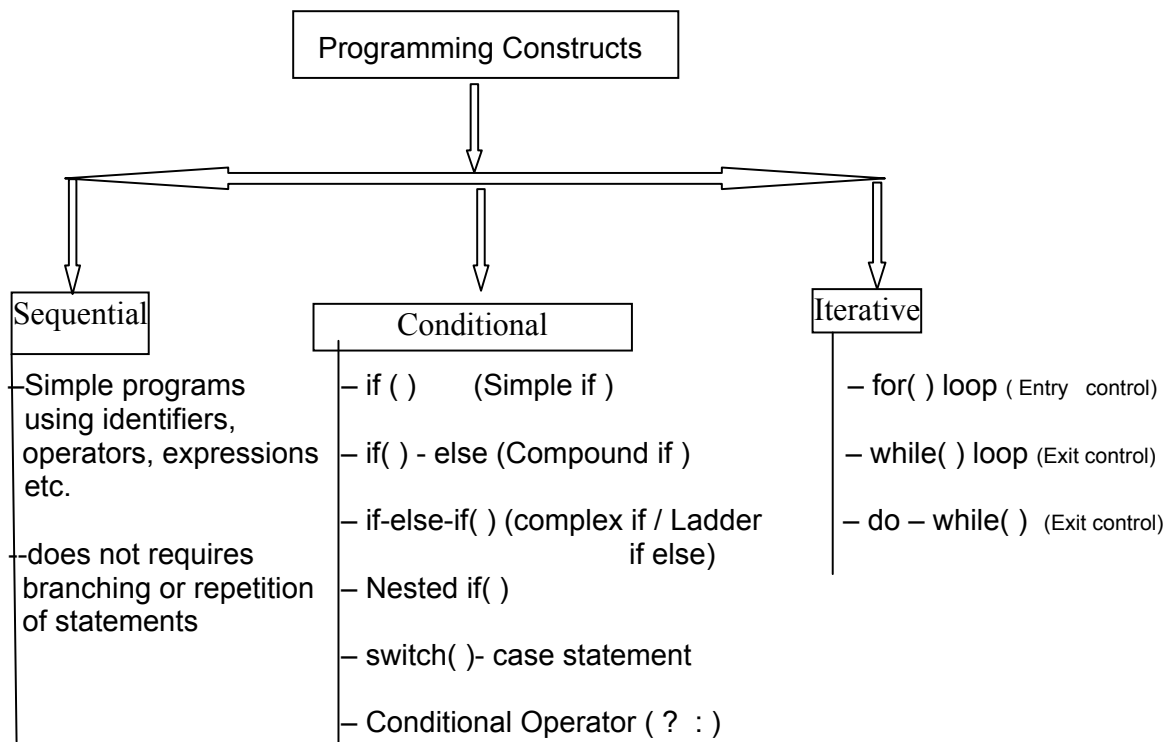 Programming Constructs
Sequential
–Simple programs
using identifiers,
operators, expressions
etc.
--does not requires
branching or repetition
of statements
Conditional
– if ( ) (Simple if )
– if( ) - else (Compound if )
– if-else-if( ) (complex if / Ladder
if else)
– Nested if( )
– switch( )- case statement
– Conditional Operator ( ? : )
Iterative
– for( ) loop ( Entry control)
– while( ) loop (Exit control)
– do – while( ) (Exit control)